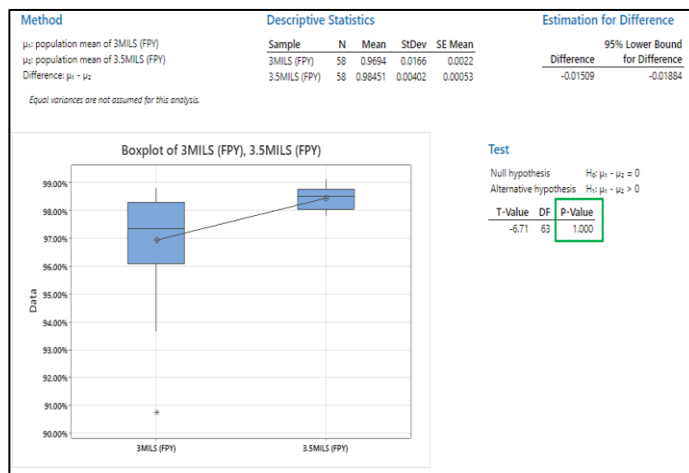 Method
μ₁: population mean of 3MILS (FPY)
μ₂: population mean of 3.5MILS (FPY)
Difference: μ₁ - μ₂
Equal variances are not assumed for this analysis.
Descriptive Statistics
Sample N Mean StDev SE Mean
3MILS (FPY) 58 0.9694 0.0166 0.0022
3.5MILS (FPY) 58 0.98451 0.00402 0.00053
Estimation for Difference
95% Lower Bound
Difference for Difference
-0.01509 -0.01884
Boxplot of 3MILS (FPY), 3.5MILS (FPY)
Data
99.00%
98.00%
97.00%
96.00%
95.00%
94.00%
93.00%
92.00%
91.00%
90.00%
3MILS (FPY) 3.5MILS (FPY)
Test
Null hypothesis H₀: μ₁ - μ₂ = 0
Alternative hypothesis H₁: μ₁ - μ₂ > 0
T-Value DF P-Value
-6.71 63 1.000